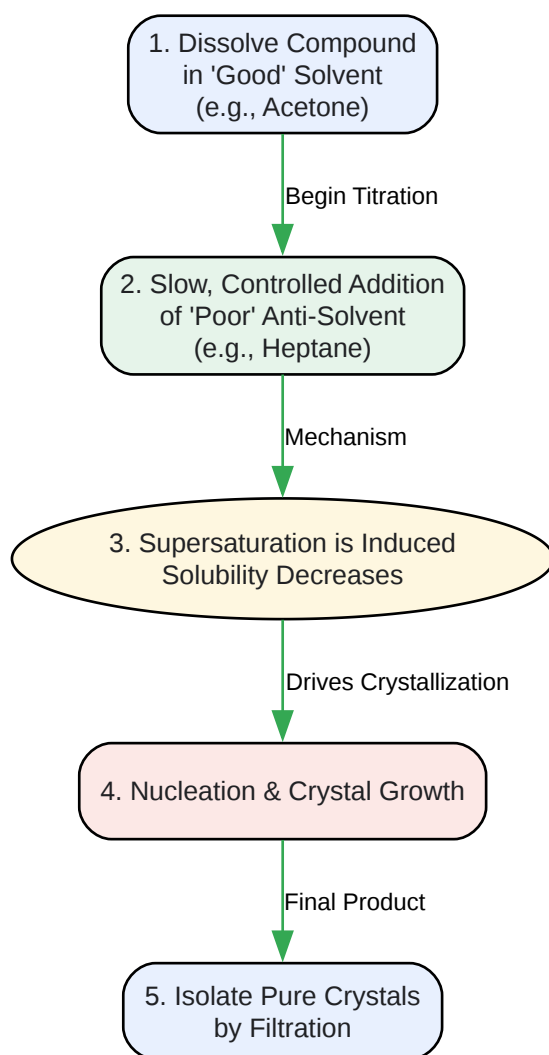 1. Dissolve Compound
in 'Good' Solvent
(e.g., Acetone)
Begin Titration
2. Slow, Controlled Addition
of 'Poor' Anti-Solvent
(e.g., Heptane)
Mechanism
3. Supersaturation is Induced
Solubility Decreases
Drives Crystallization
4. Nucleation & Crystal Growth
Final Product
5. Isolate Pure Crystals
by Filtration